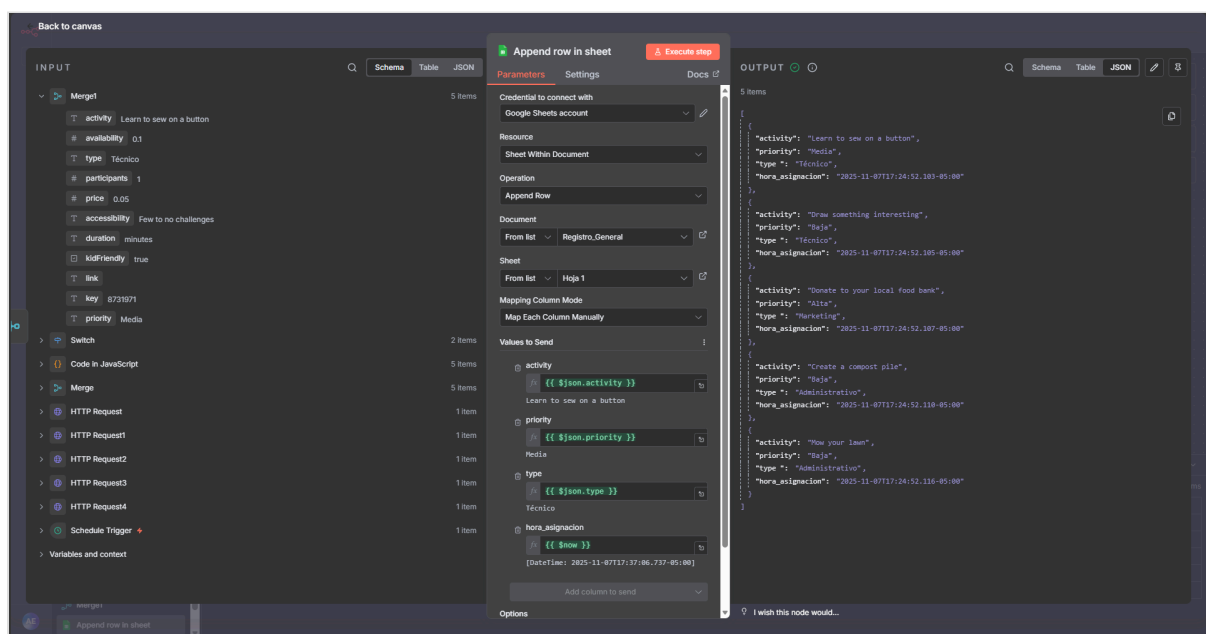 Back to canvas
INPUT
Schema Table JSON
Merge1 5 items
T activity Learn to sew on a button
# availability 0.1
T type Técnico
# participants 1
# price 0.05
T accessibility Few to no challenges
T duration minutes
kidFriendly true
T link
T key 8731971
T priority Media
Switch 2 items
{} Code in JavaScript 5 items
Merge 5 items
HTTP Request 1 item
HTTP Request1 1 item
HTTP Request2 1 item
HTTP Request3 1 item
HTTP Request4 1 item
Schedule Trigger 1 item
Variables and context
Merge1
AE
Append row in sheet
Append row in sheet
Execute step
Parameters Settings Docs
Credential to connect with
Google Sheets account
Resource
Sheet Within Document
Operation
Append Row
Document
From list Registro_General
Sheet
From list Hoja 1
Mapping Column Mode
Map Each Column Manually
Values to Send
activity
fx {{ $json.activity }}
Learn to sew on a button
priority
fx {{ $json.priority }}
Media
type
fx {{ $json.type }}
Técnico
hora_asignacion
fx {{ $now }}
[DateTime: 2025-11-07T17:37:06.737-05:00]
Add column to send
Options
OUTPUT
Schema Table JSON
5 items
[
{
"activity": "Learn to sew on a button",
"priority": "Media",
"type ": "Técnico",
"hora_asignacion": "2025-11-07T17:24:52.103-05:00"
},
{
"activity": "Draw something interesting",
"priority": "Baja",
"type ": "Técnico",
"hora_asignacion": "2025-11-07T17:24:52.105-05:00"
},
{
"activity": "Donate to your local food bank",
"priority": "Alta",
"type ": "Marketing",
"hora_asignacion": "2025-11-07T17:24:52.107-05:00"
},
{
"activity": "Create a compost pile",
"priority": "Baja",
"type ": "Administrativo",
"hora_asignacion": "2025-11-07T17:24:52.110-05:00"
},
{
"activity": "Mow your lawn",
"priority": "Baja",
"type ": "Administrativo",
"hora_asignacion": "2025-11-07T17:24:52.116-05:00"
}
]
I wish this node would...